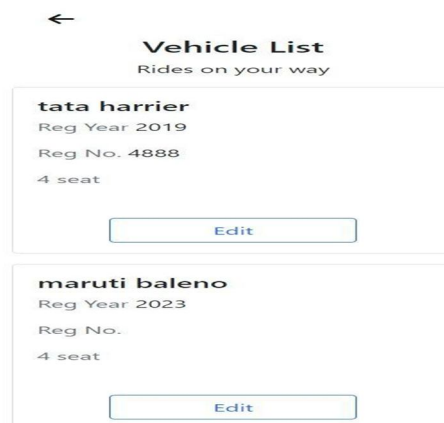 Vehicle List
Rides on your way
tata harrier
Reg Year 2019
Reg No. 4888
4 seat
Edit
maruti baleno
Reg Year 2023
Reg No.
4 seat
Edit